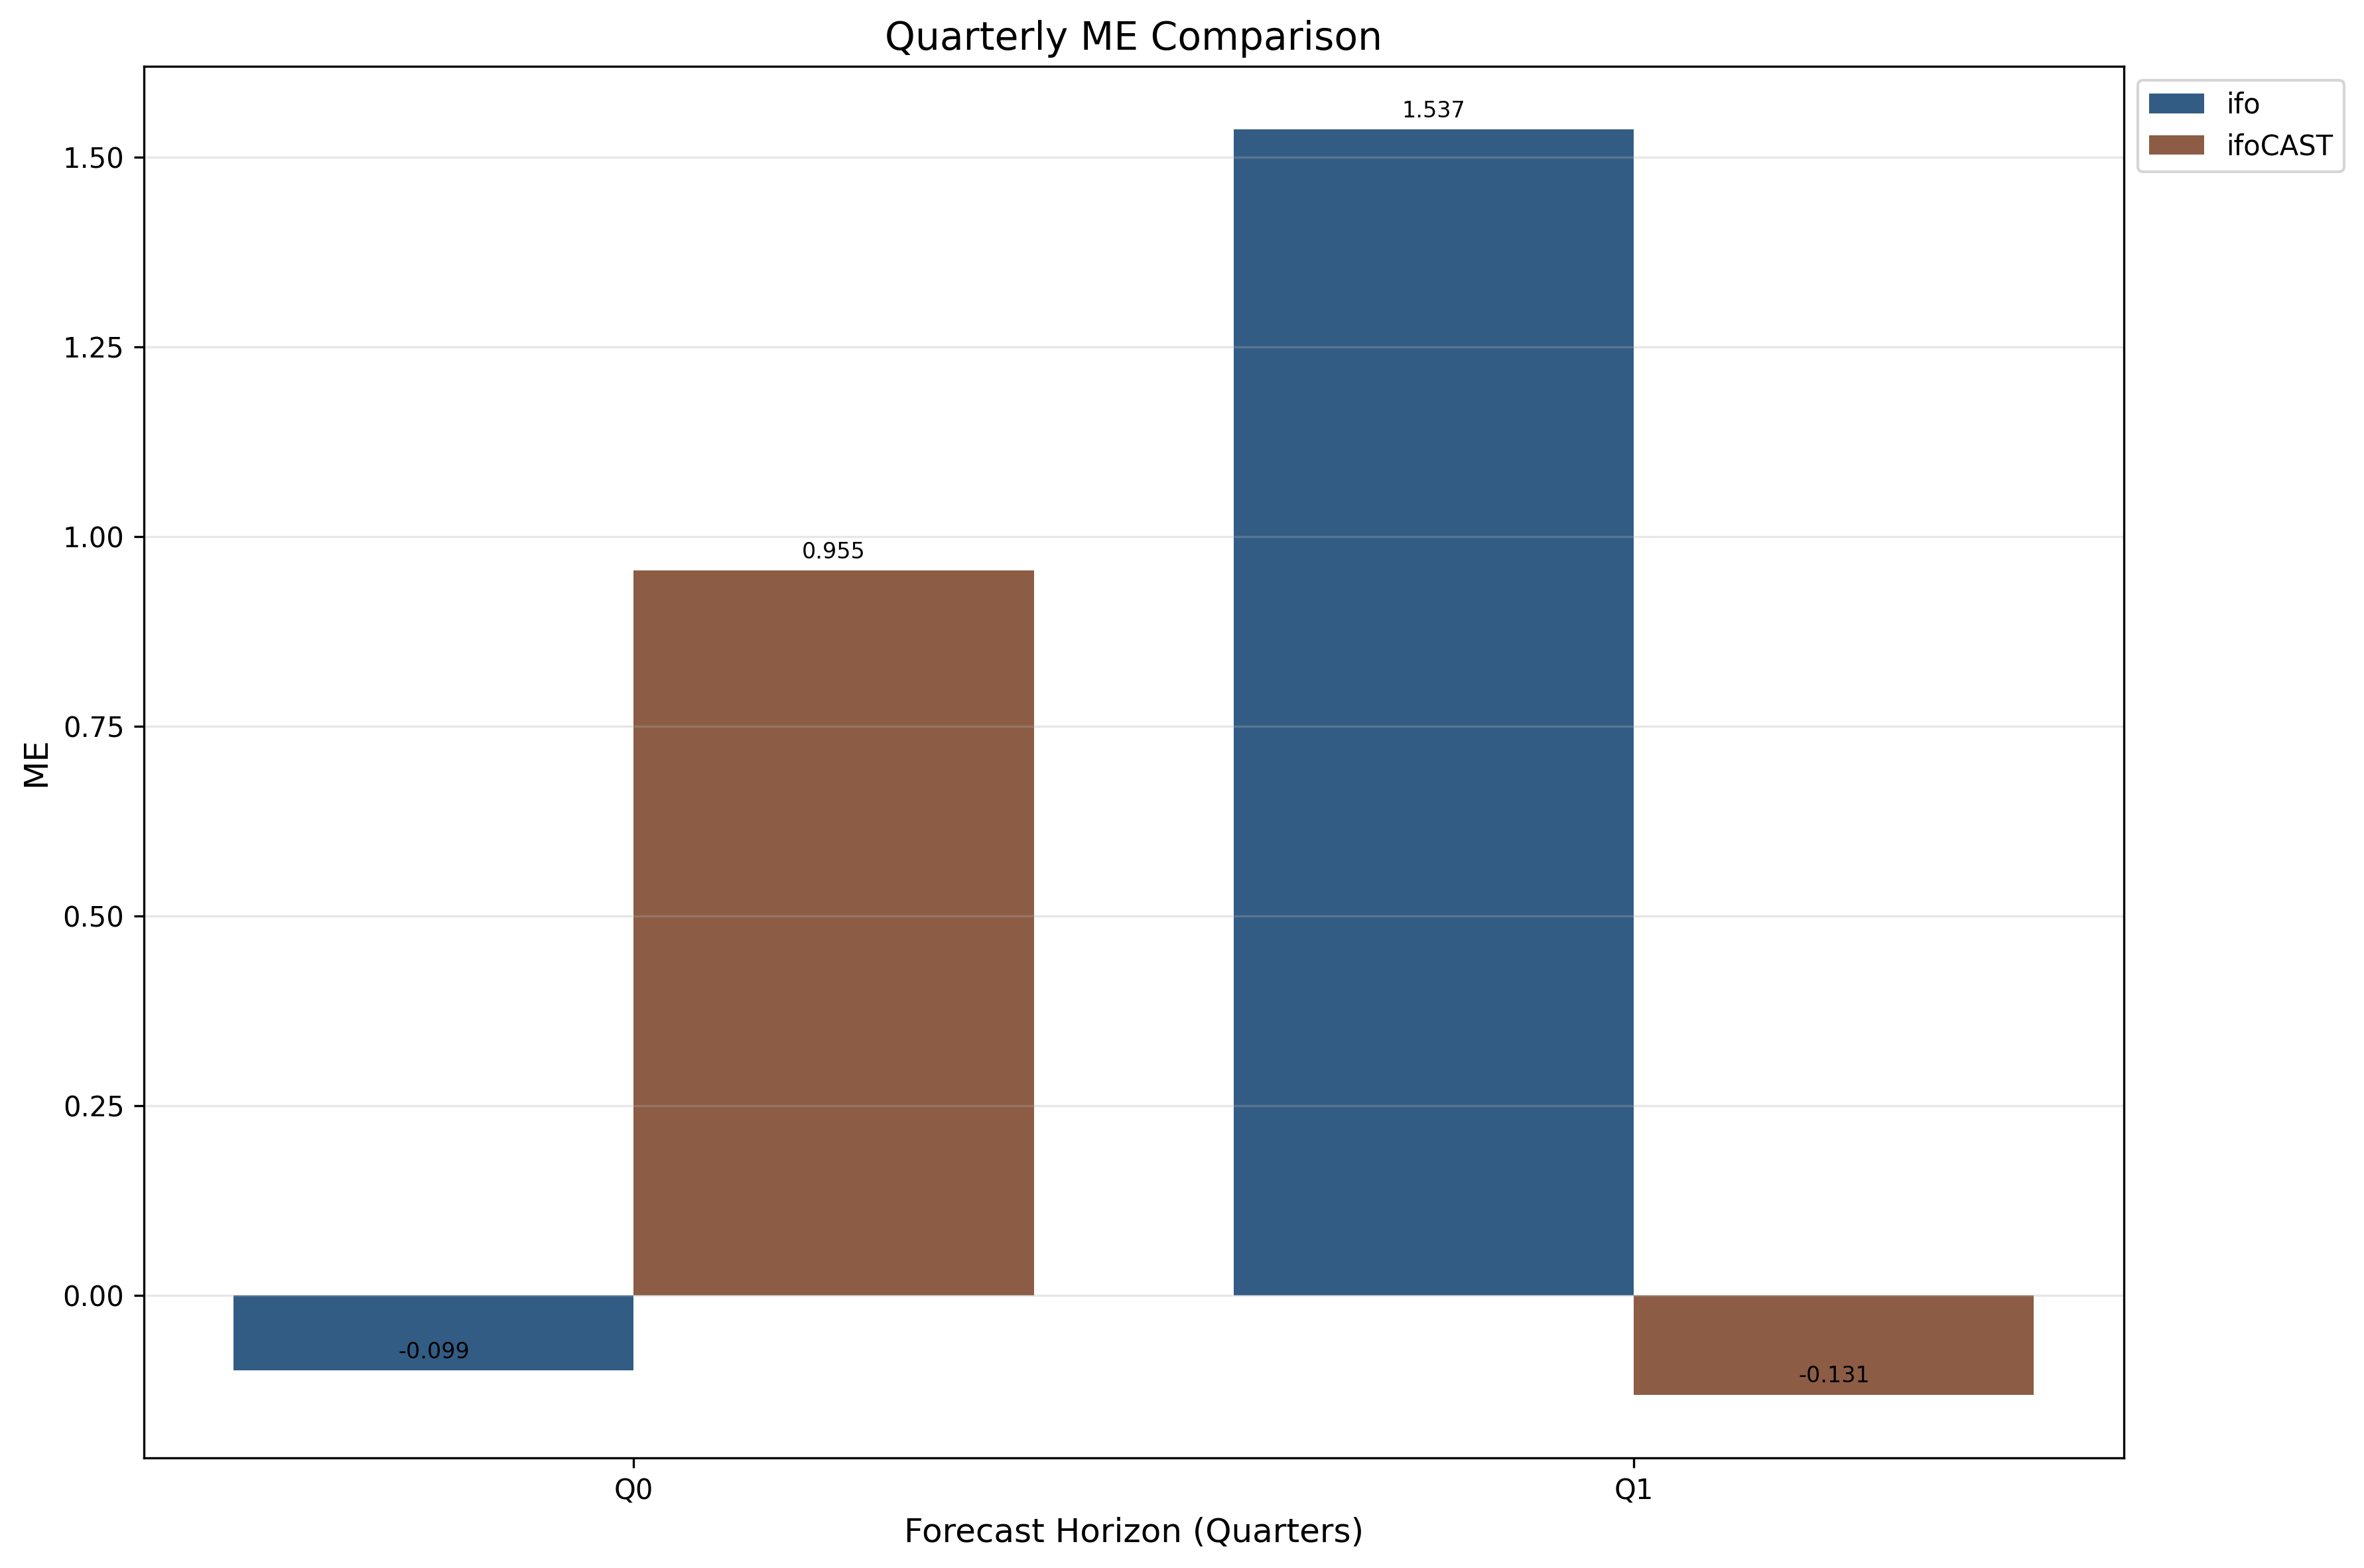 Quarterly ME Comparison
ifo
ifoCAST
1.537
1.50
1.25
1.00
0.955
0.75
ME
0.50
0.25
0.00
-0.099
-0.131
Q0
Q1
Forecast Horizon (Quarters)